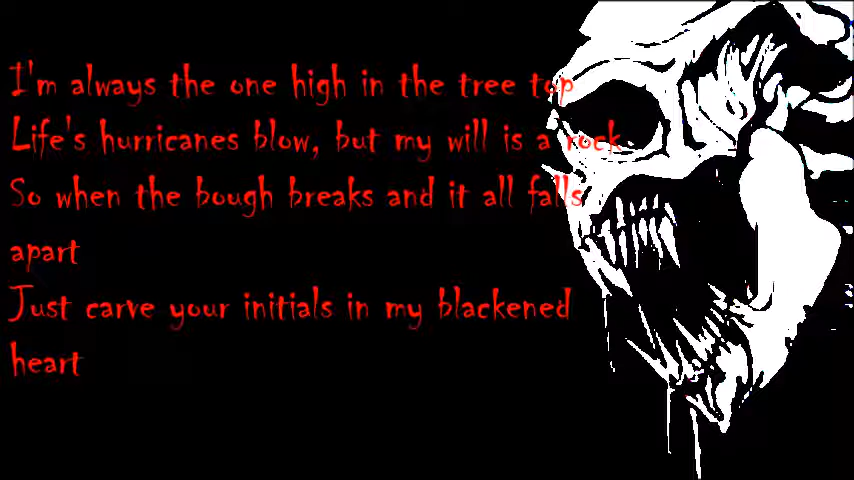 I'm always the one high in the tree top
Life's hurricanes blow, but my will is a rock
So when the bough breaks and it all falls
apart
Just carve your initials in my blackened
heart